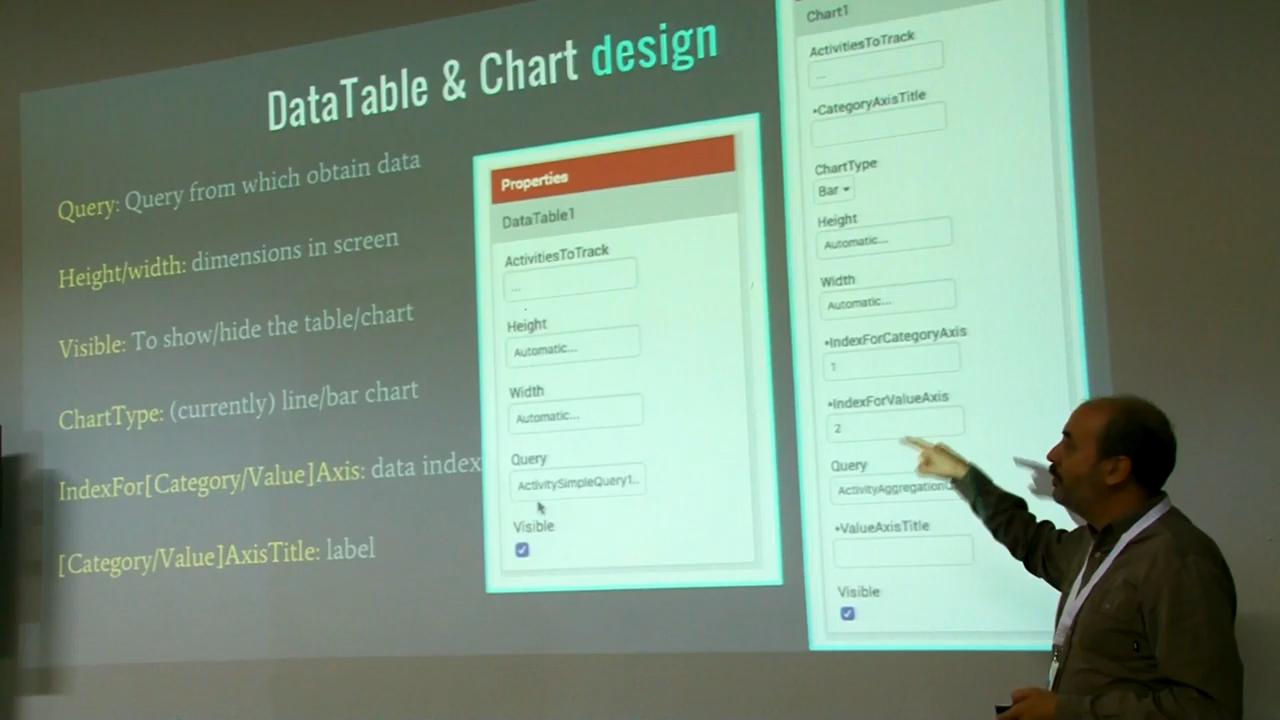 DataTable & Chart design
Query: Query from which obtain data
Height/width: dimensions in screen
Visible: To show/hide the table/chart
ChartType: (currently) line/bar chart
IndexFor[Category/Value]Axis: data index
[Category/Value]AxisTitle: label
Properties
DataTable1
ActivitiesToTrack
...
Height
Automatic...
Width
Automatic...
Query
ActivitySimpleQuery1...
Visible
Chart1
ActivitiesToTrack
...
•CategoryAxisTitle
ChartType
Bar
Height
Automatic...
Width
Automatic...
•IndexForCategoryAxis
1
•IndexForValueAxis
2
Query
ActivityAggregation
•ValueAxisTitle
Visible